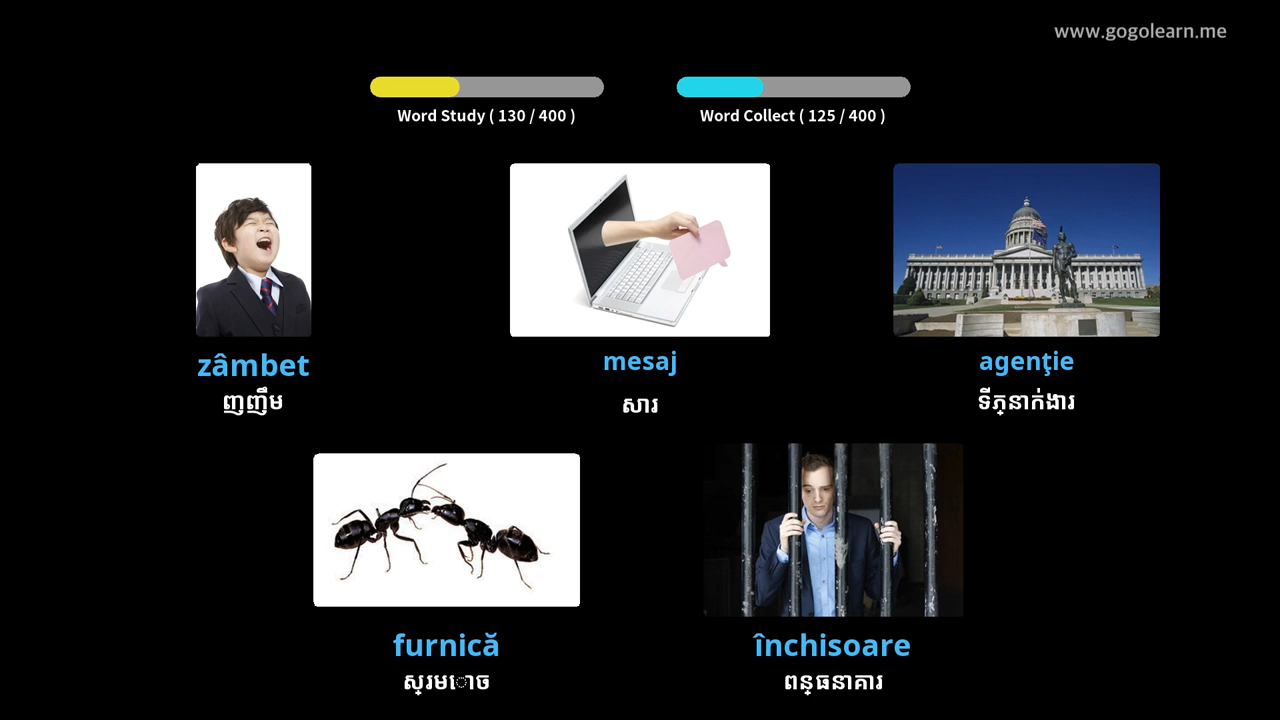 www.gogolearn.me
Word Study ( 130 / 400 )
Word Collect ( 125 / 400 )
zâmbet
ញញឹម
mesaj
សារ
agenţie
ទីភ្នាក់ងារ
furnică
ស្រមោច
închisoare
ពន្ធនាគារ